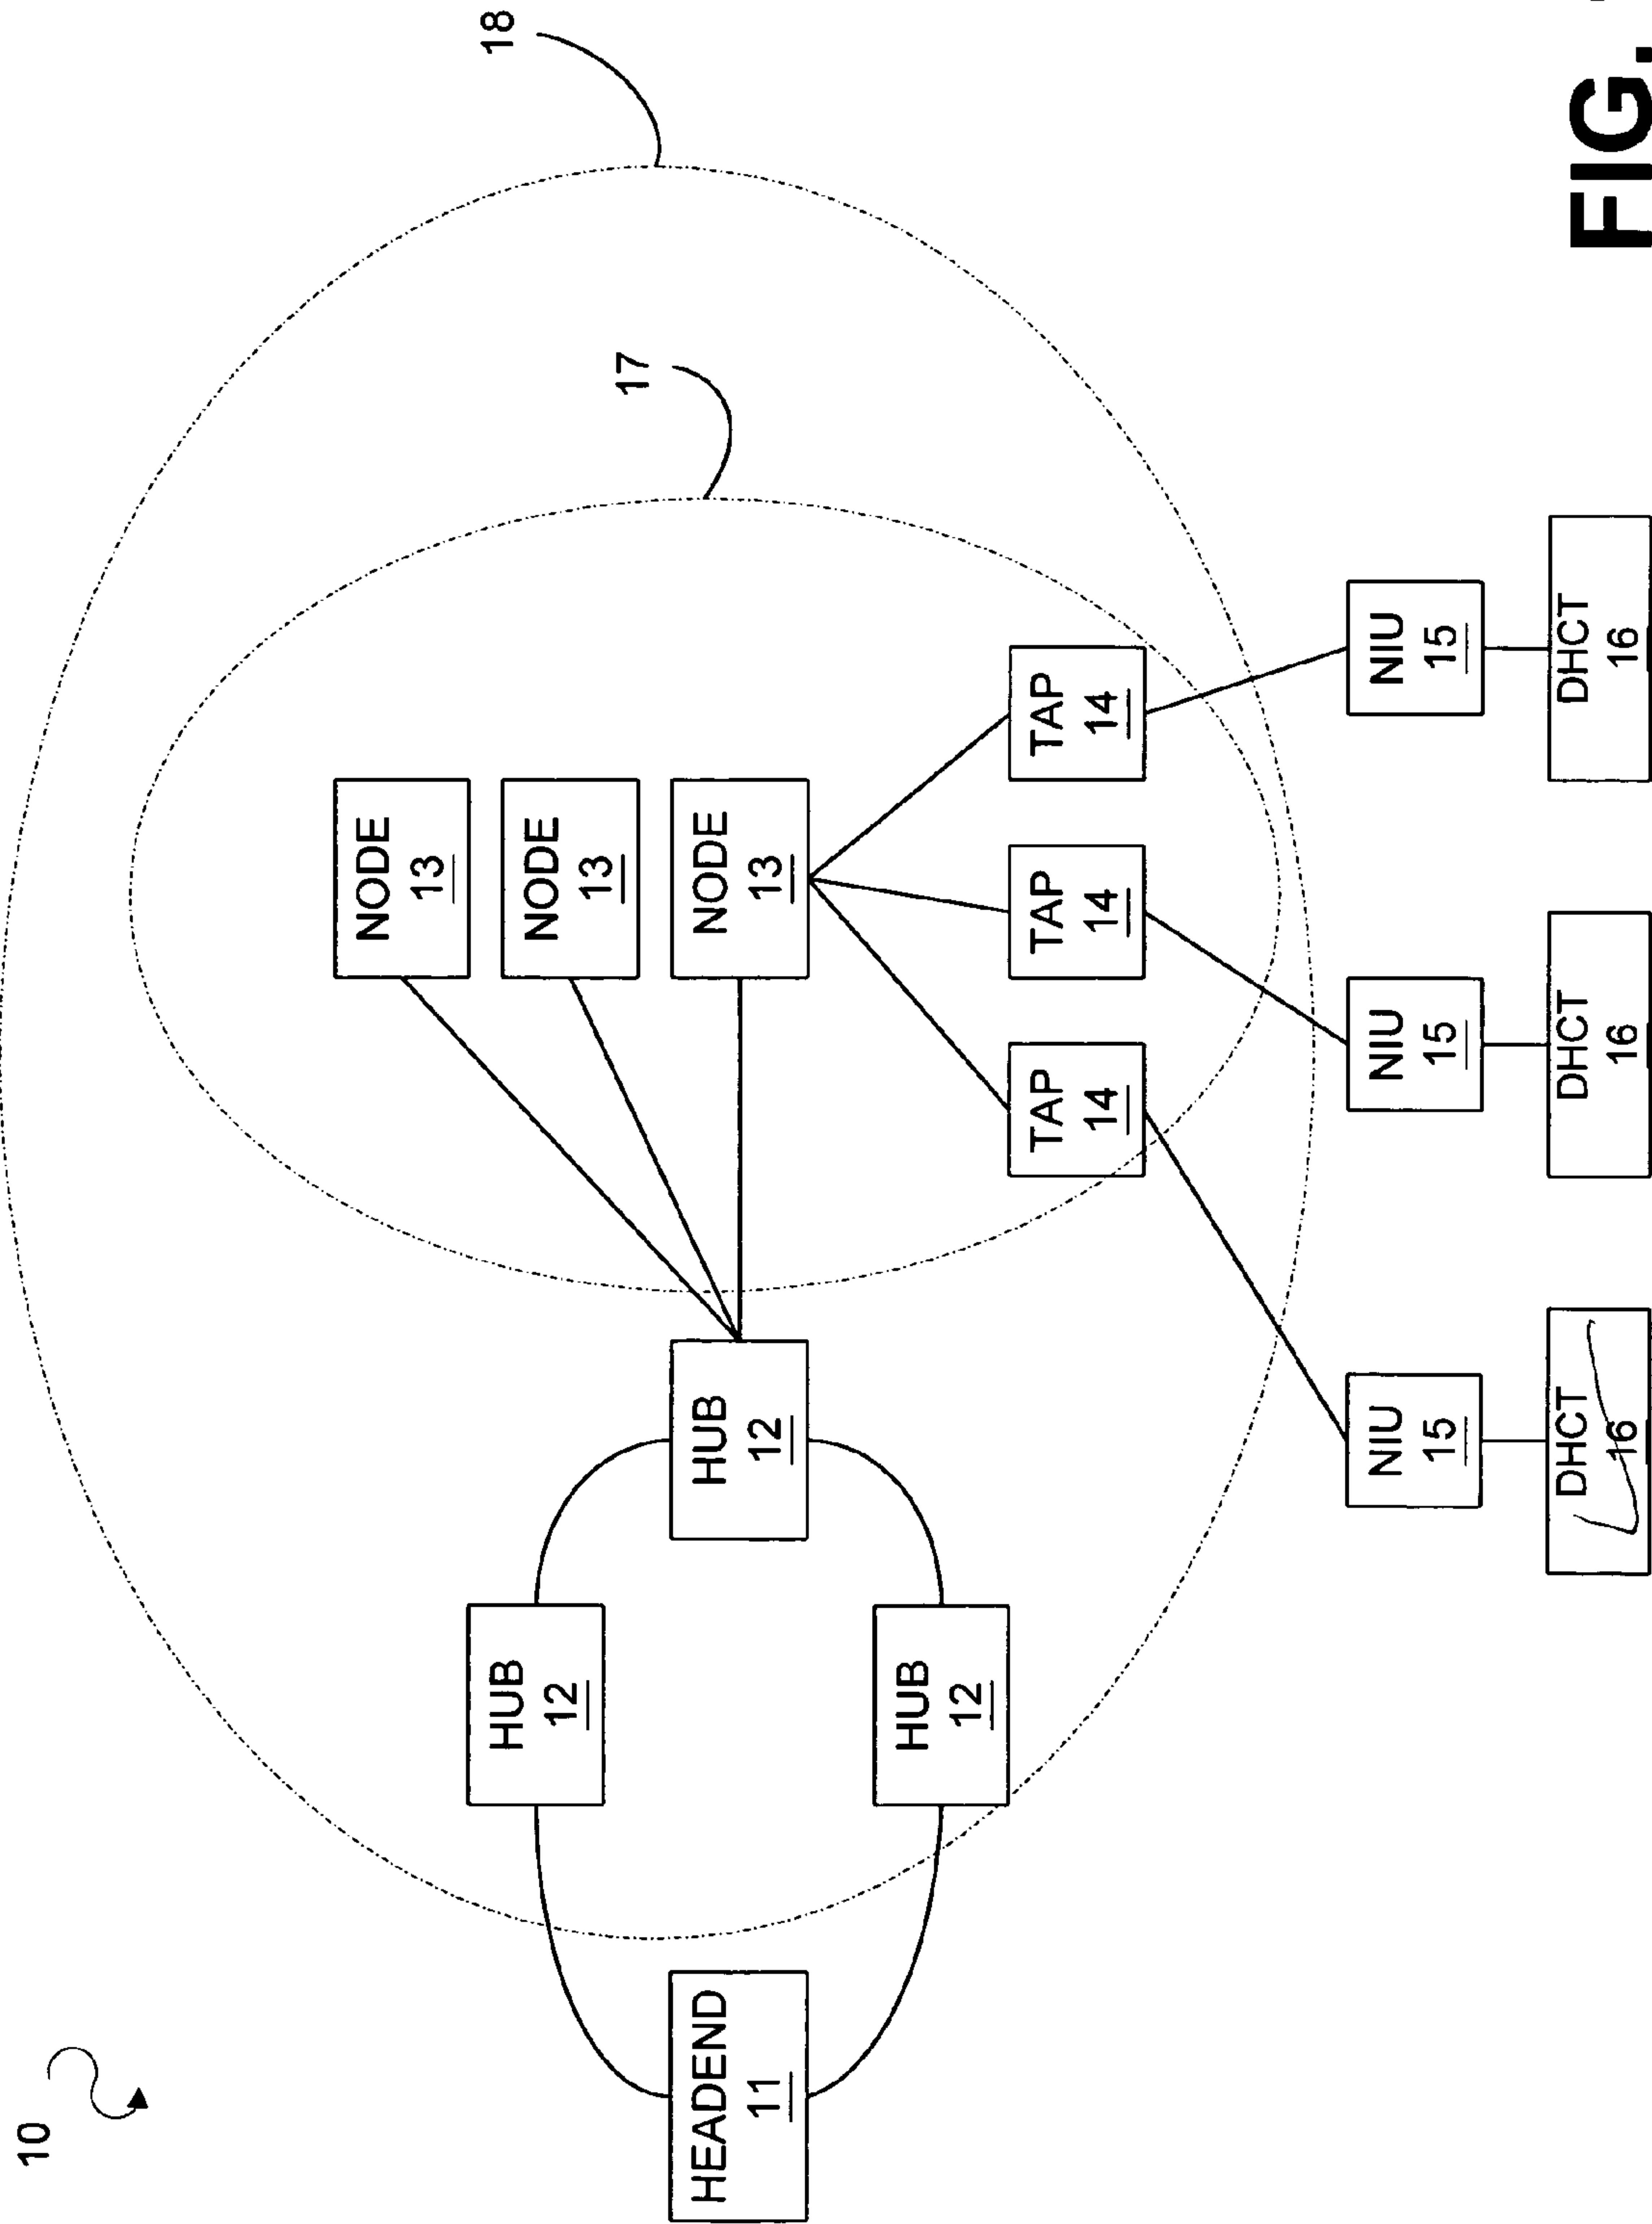 10
18
17
NODE
13
HUB
12
NODE
13
HEADEND
11
HUB
12
NODE
13
HUB
12
TAP
14
TAP
14
TAP
14
NIU
15
NIU
15
NIU
15
DHCT
16
DHCT
16
DHCT
16
FIG.